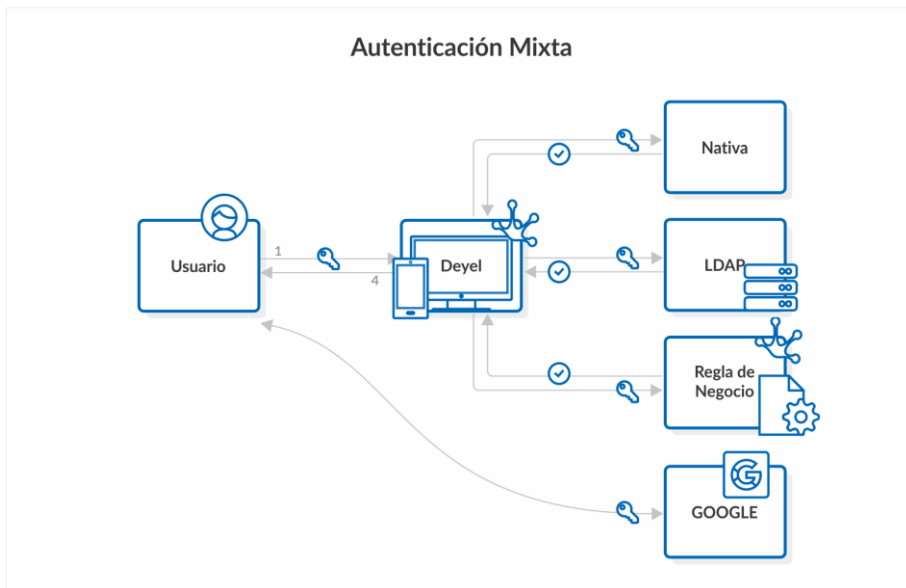 Autenticación Mixta
Nativa
Usuario
1
4
Deyel
LDAP
Regla de
Negocio
GOOGLE